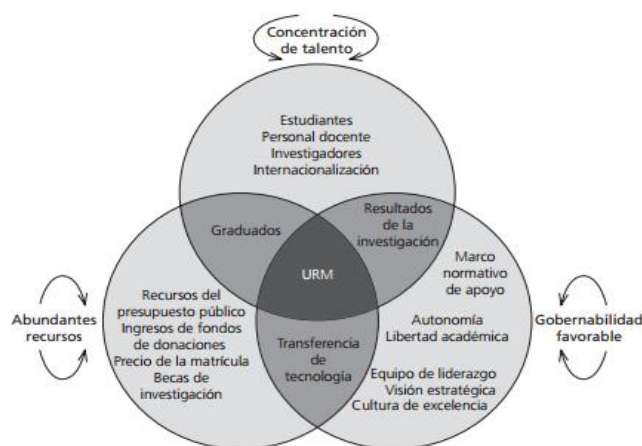 Concentración
de talento
Estudiantes
Personal docente
Investigadores
Internacionalización
Graduados
Resultados
de la
investigación
URM
Marco
normativo
de apoyo
Abundantes
recursos
Recursos del
presupuesto público
Ingresos de fondos
de donaciones
Precio de la matrícula
Becas de
investigación
Transferencia
de
tecnología
Autonomía
Libertad académica
Equipo de liderazgo
Visión estratégica
Cultura de excelencia
Gobernabilidad
favorable